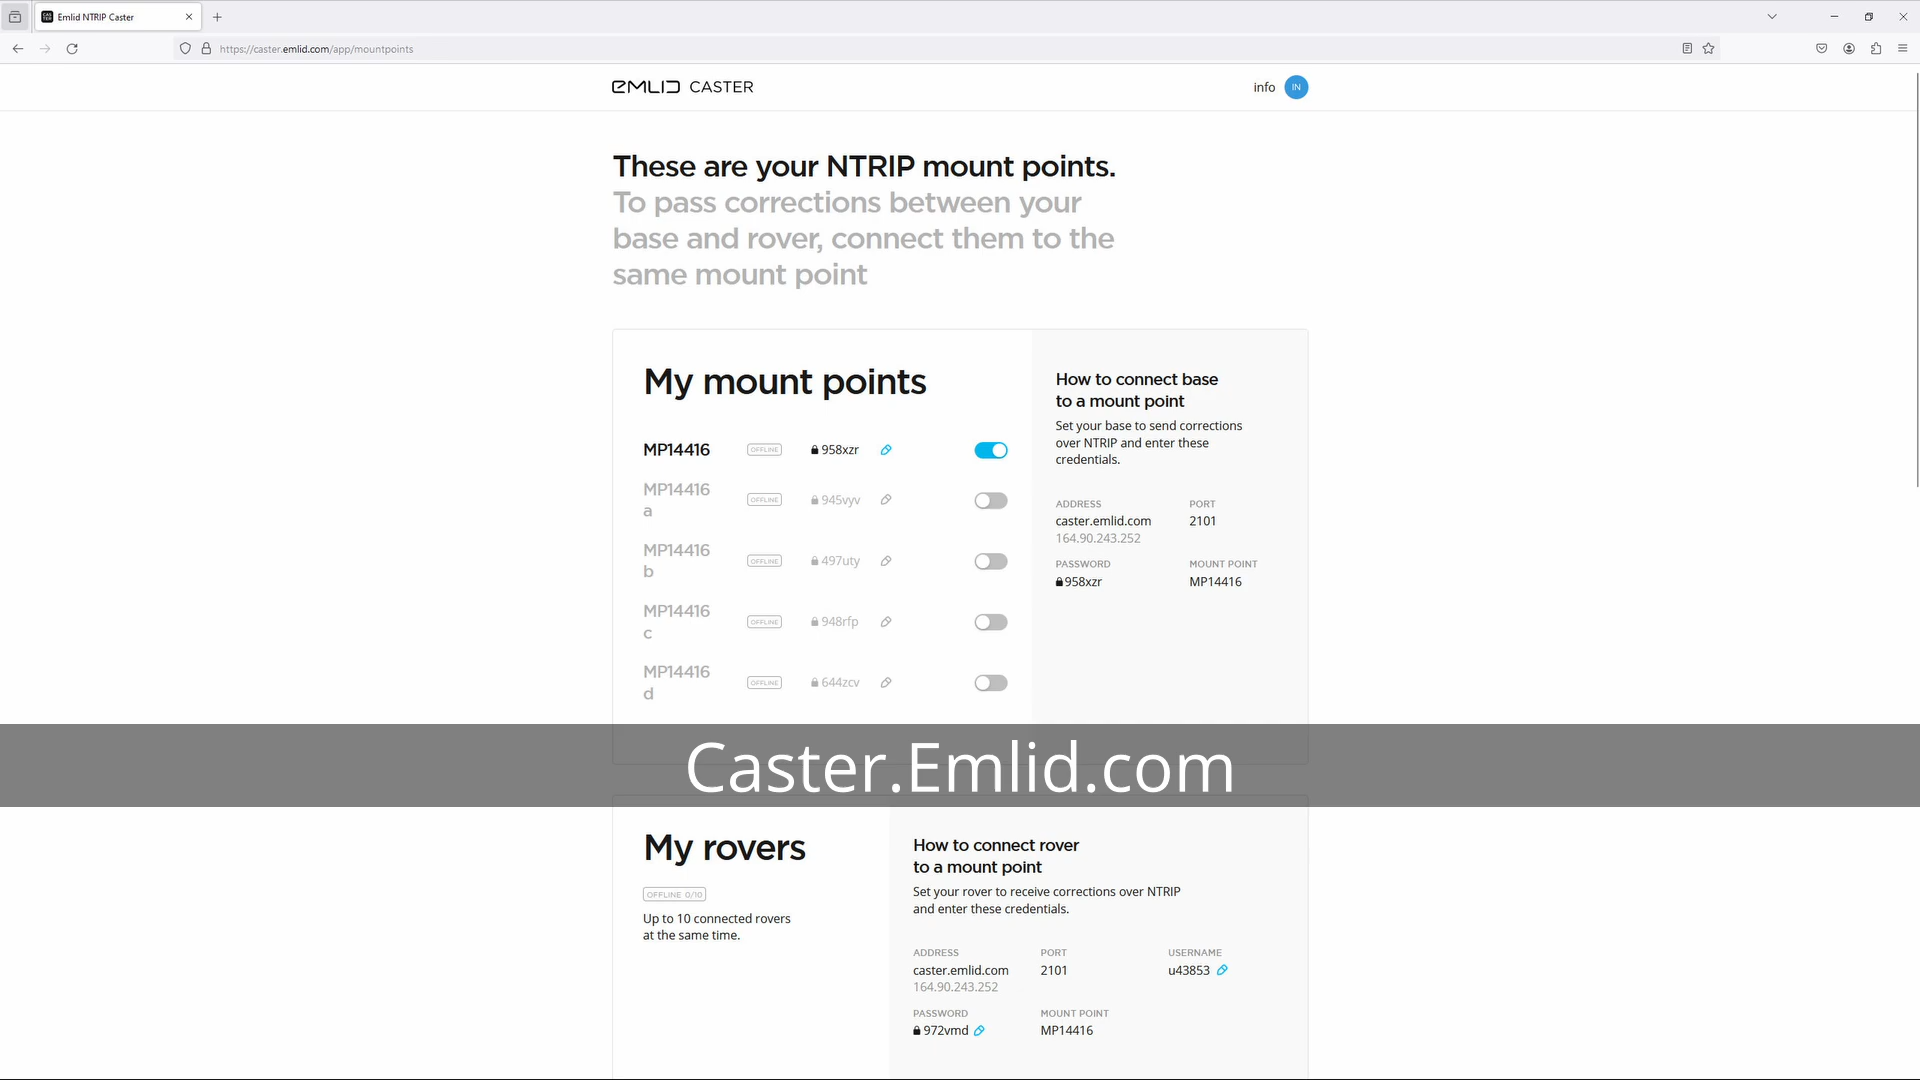 Emlid NTRIP Caster
https://caster.emlid.com/app/mountpoints
EMLID CASTER
info
IN
These are your NTRIP mount points.
To pass corrections between your
base and rover, connect them to the
same mount point
My mount points
MP14416 OFFLINE 958xzr
MP14416
a
OFFLINE 945vyv
MP14416
b
OFFLINE 497uty
MP14416
c
OFFLINE 948rfp
MP14416
d
OFFLINE 644zcv
How to connect base
to a mount point
Set your base to send corrections
over NTRIP and enter these
credentials.
ADDRESS PORT
caster.emlid.com 2101
164.90.243.252
PASSWORD MOUNT POINT
958xzr MP14416
Caster.Emlid.com
My rovers
OFFLINE 0/10
Up to 10 connected rovers
at the same time.
How to connect rover
to a mount point
Set your rover to receive corrections over NTRIP
and enter these credentials.
ADDRESS PORT USERNAME
caster.emlid.com 2101 u43853
164.90.243.252
PASSWORD MOUNT POINT
972vmd MP14416